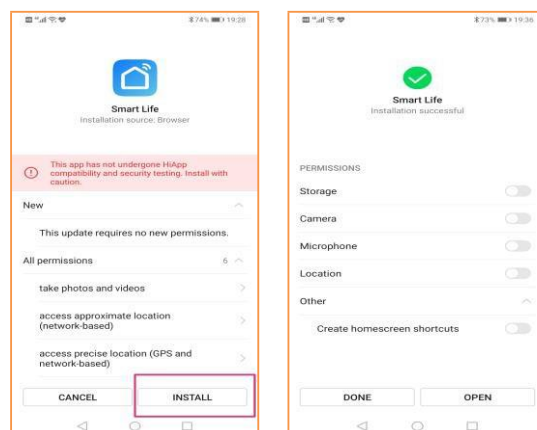 74% 19:28
Smart Life
Installation source: Browser
This app has not undergone HiApp
compatibility and security testing. Install with
caution.
New
This update requires no new permissions.
All permissions 6
take photos and videos
access approximate location
(network-based)
access precise location (GPS and
network-based)
CANCEL INSTALL
73% 19:36
Smart Life
Installation successful
PERMISSIONS
Storage
Camera
Microphone
Location
Other
Create homescreen shortcuts
DONE OPEN